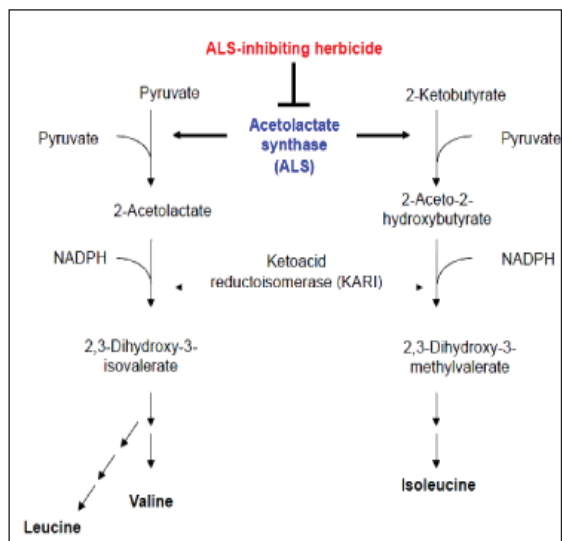 ALS-inhibiting herbicide
Pyruvate
2-Ketobutyrate
Pyruvate
Acetolactate
synthase
(ALS)
Pyruvate
2-Acetolactate
2-Aceto-2-
hydroxybutyrate
NADPH
Ketoacid
reductoisomerase (KARI)
NADPH
2,3-Dihydroxy-3-
isovalerate
2,3-Dihydroxy-3-
methylvalerate
Valine
Isoleucine
Leucine